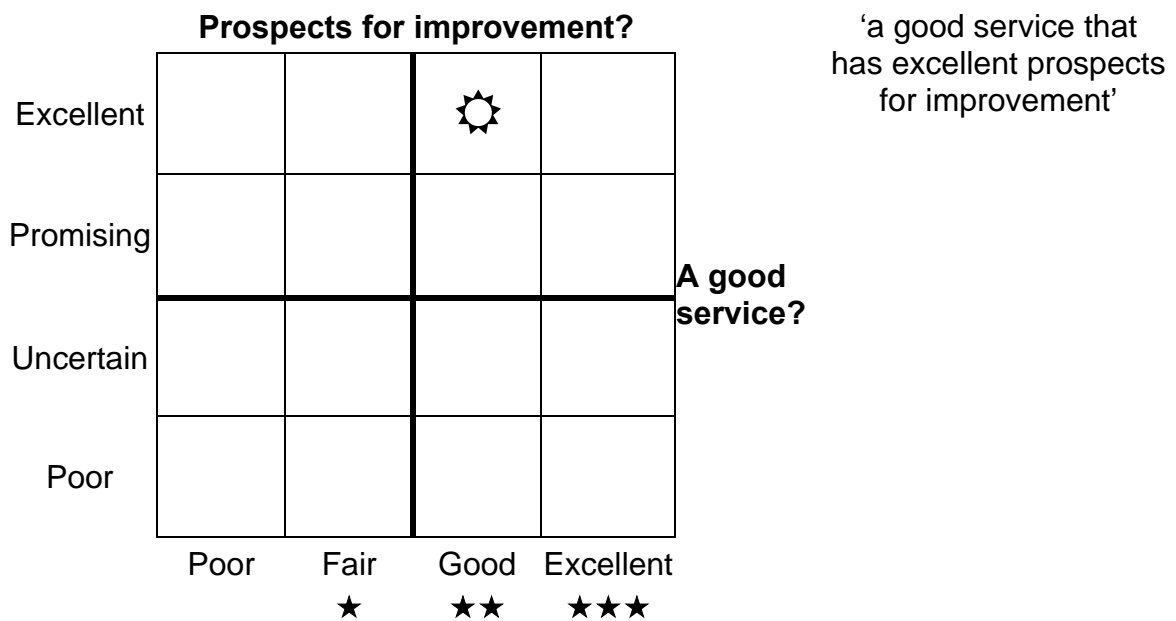 Prospects for improvement?
‘a good service that
has excellent prospects
for improvement’
Excellent
Promising
A good
service?
Uncertain
Poor
Poor Fair Good Excellent
★ ★★ ★★★